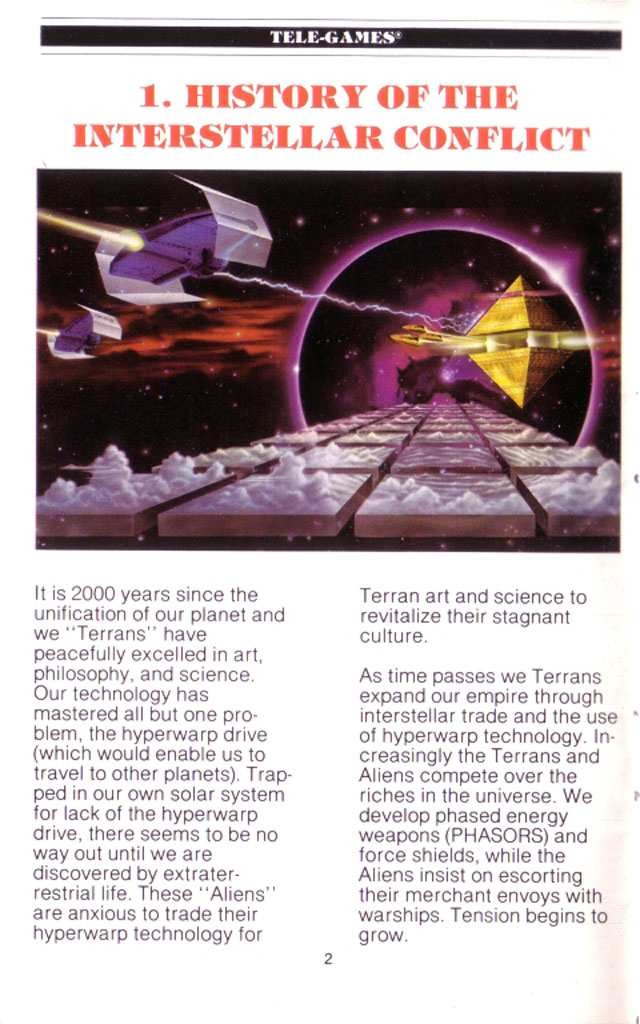 TELE-GAMES®
1. HISTORY OF THE
INTERSTELLAR CONFLICT
It is 2000 years since the
unification of our planet and
we "Terrans" have
peacefully excelled in art,
philosophy, and science.
Our technology has
mastered all but one pro-
blem, the hyperwarp drive
(which would enable us to
travel to other planets). Trap-
ped in our own solar system
for lack of the hyperwarp
drive, there seems to be no
way out until we are
discovered by extrater-
restrial life. These "Aliens"
are anxious to trade their
hyperwarp technology for
Terran art and science to
revitalize their stagnant
culture.
As time passes we Terrans
expand our empire through
interstellar trade and the use
of hyperwarp technology. In-
creasingly the Terrans and
Aliens compete over the
riches in the universe. We
develop phased energy
weapons (PHASORS) and
force shields, while the
Aliens insist on escorting
their merchant envoys with
warships. Tension begins to
grow.
2